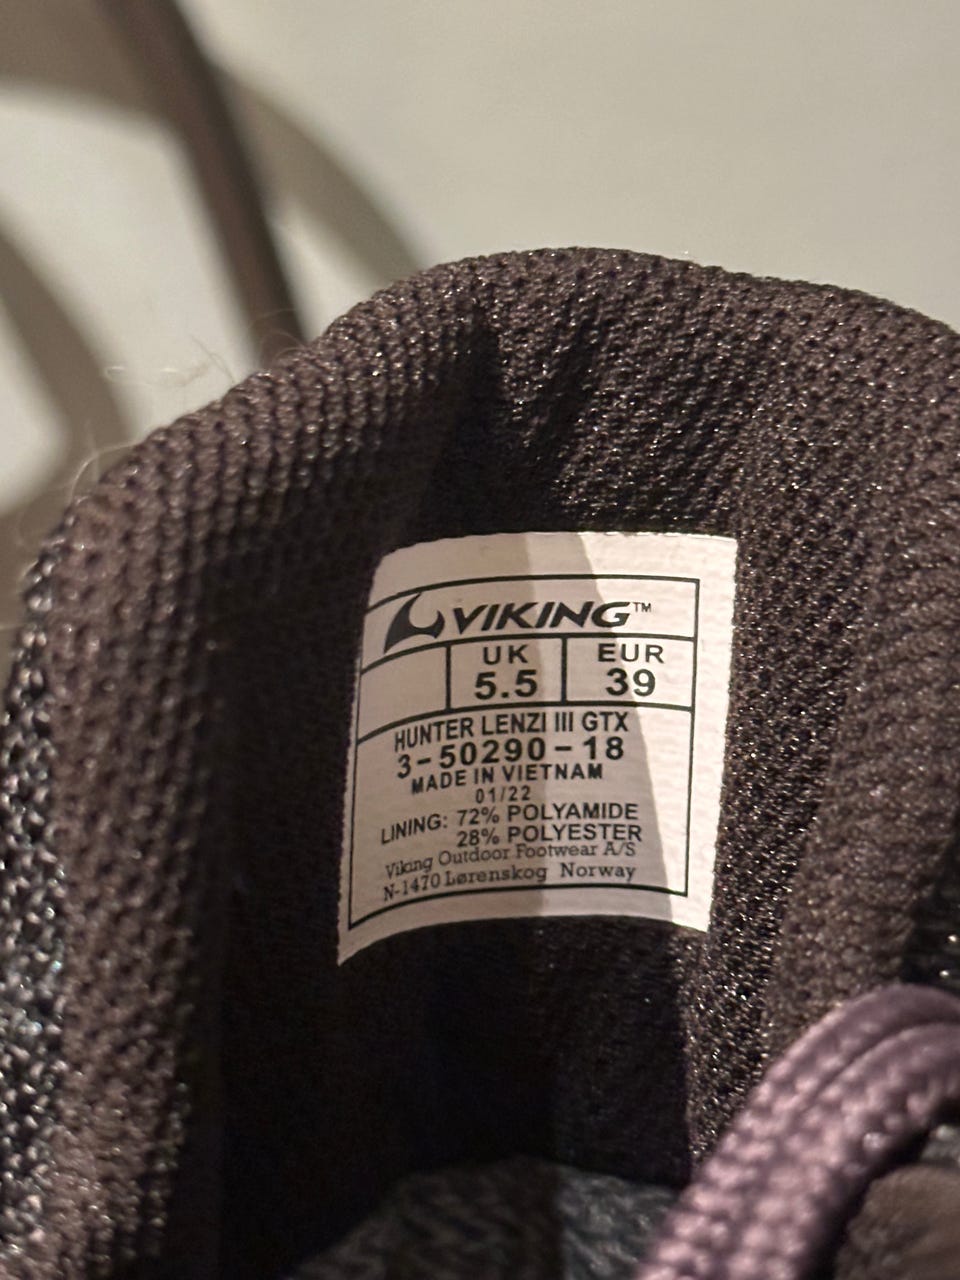 VIKING™
UK EUR
5.5 39
HUNTER LENZI III GTX
3-50290-18
MADE IN VIETNAM
01/22
LINING: 72% POLYAMIDE
28% POLYESTER
Viking Outdoor Footwear A/S
N-1470 Lørenskog Norway